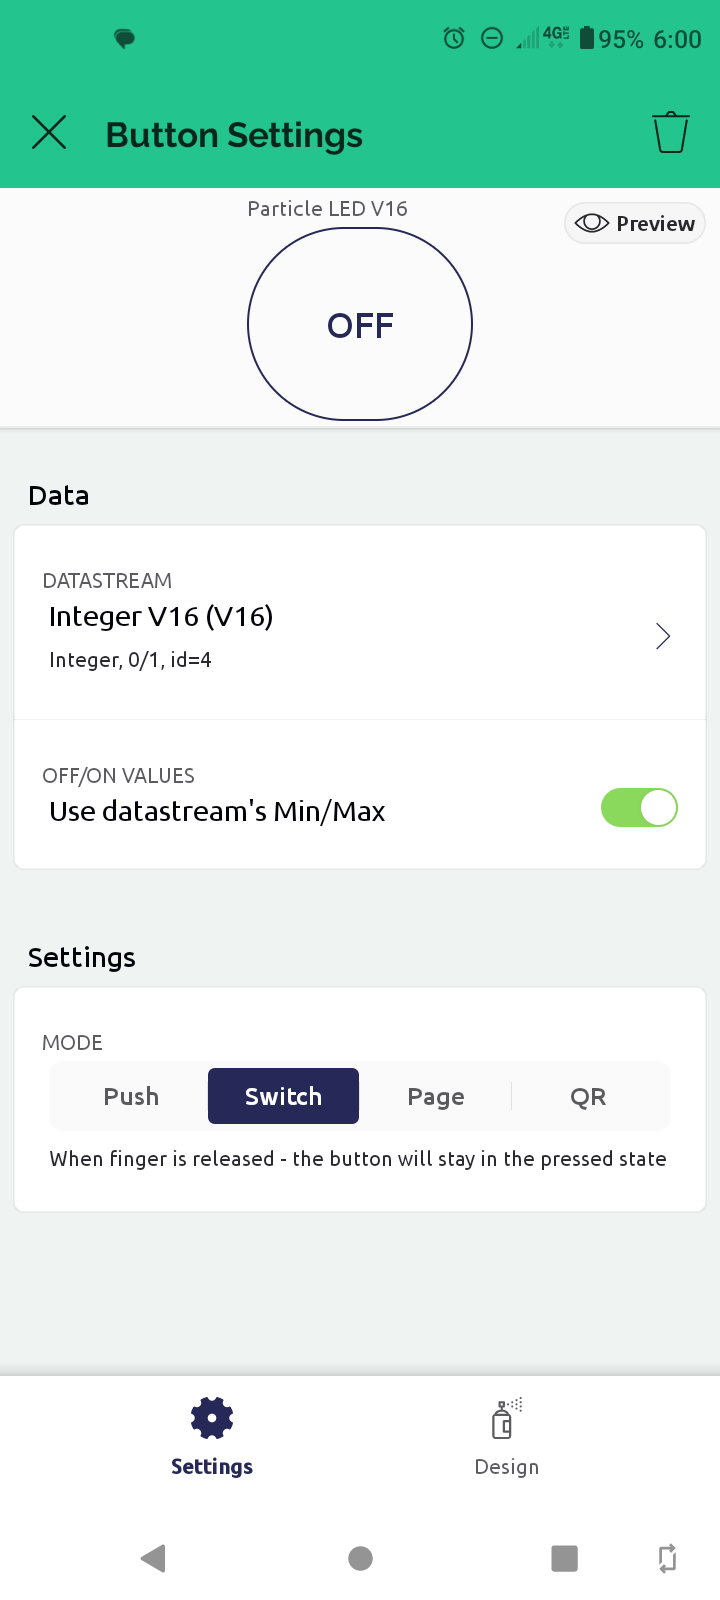 4G LTE 95% 6:00
Button Settings
Particle LED V16
Preview
OFF
Data
DATASTREAM
Integer V16 (V16)
Integer, 0/1, id=4
OFF/ON VALUES
Use datastream's Min/Max
Settings
MODE
Push Switch Page QR
When finger is released - the button will stay in the pressed state
Settings Design